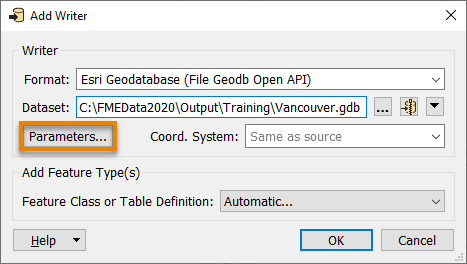 Add Writer
Writer
Format: Esri Geodatabase (File Geodb Open API)
Dataset: C:\FMEData2020\Output\Training\Vancouver.gdb ...
Parameters... Coord. System: Same as source
Add Feature Type(s)
Feature Class or Table Definition: Automatic...
Help OK Cancel